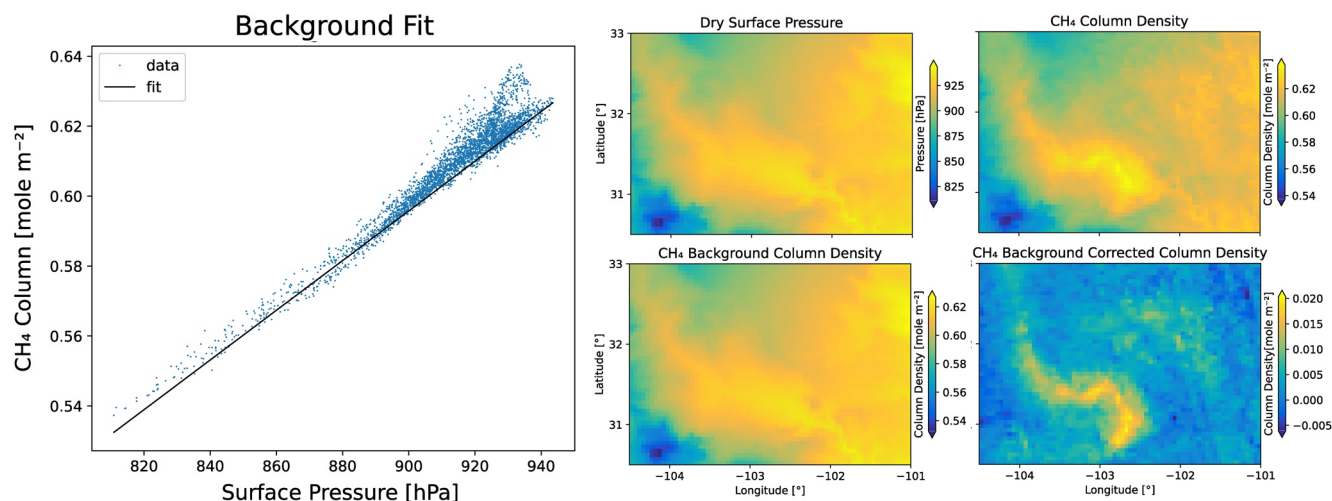 Background Fit
data
fit
0.64
0.62
0.60
0.58
0.56
0.54
CH₄ Column [mole m⁻²]
820 840 860 880 900 920 940
Surface Pressure [hPa]
Dry Surface Pressure
33
32
31
Latitude [°]
925
900
875
850
825
Pressure [hPa]
CH₄ Column Density
0.62
0.60
0.58
0.56
0.54
Column Density [mole m⁻²]
CH₄ Background Column Density
33
32
31
Latitude [°]
−104 −103 −102 −101
Longitude [°]
0.62
0.60
0.58
0.56
0.54
Column Density [mole m⁻²]
CH₄ Background Corrected Column Density
−104 −103 −102 −101
Longitude [°]
0.020
0.015
0.010
0.005
0.000
−0.005
Column Density[mole m⁻²]